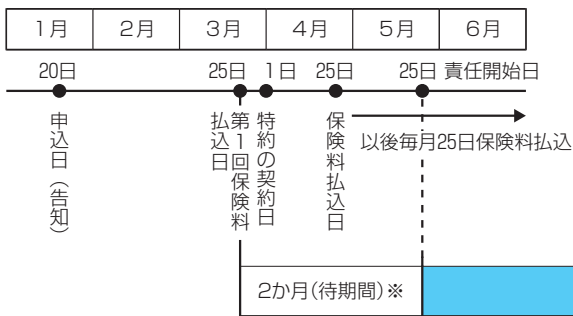 1月 2月 3月 4月 5月 6月
20日 25日 1日 25日 25日 責任開始日
申込日（告知）
第1回保険料
払込日
特約の契約日
保険料払込日
以後毎月25日保険料払込
2か月(待期間)※